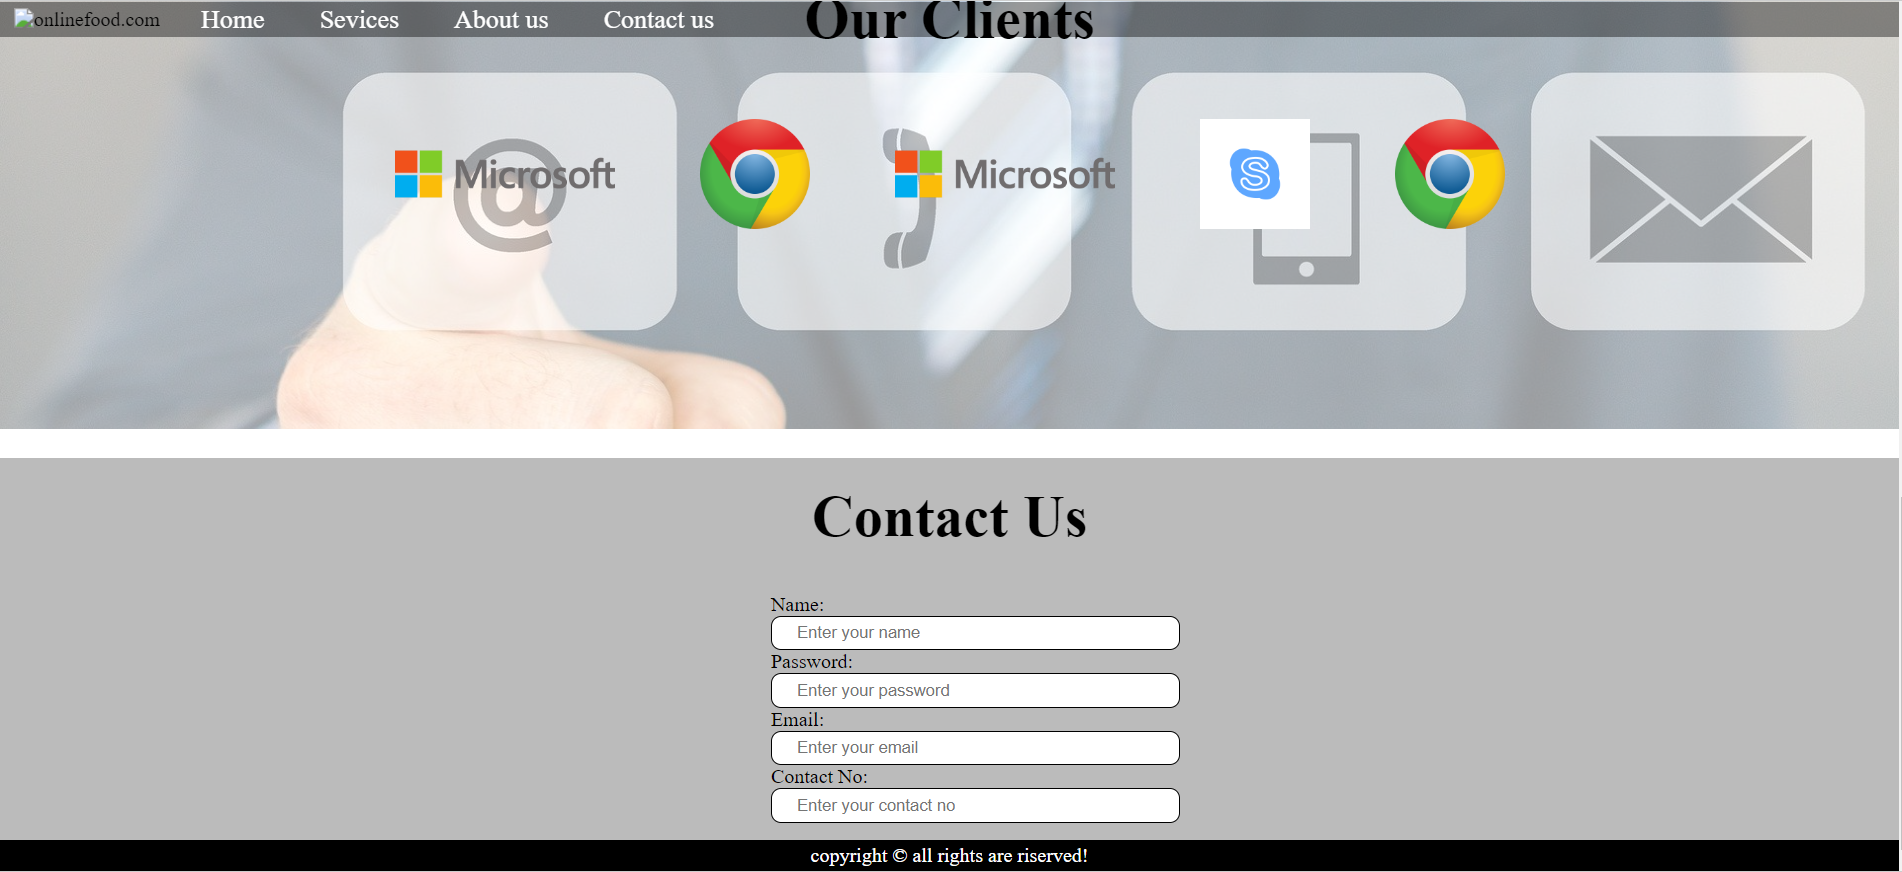 onlinefood.com Home Sevices About us Contact us
Our Clients
Microsoft Microsoft
Contact Us
Name:
Enter your name
Password:
Enter your password
Email:
Enter your email
Contact No:
Enter your contact no
copyright © all rights are riserved!